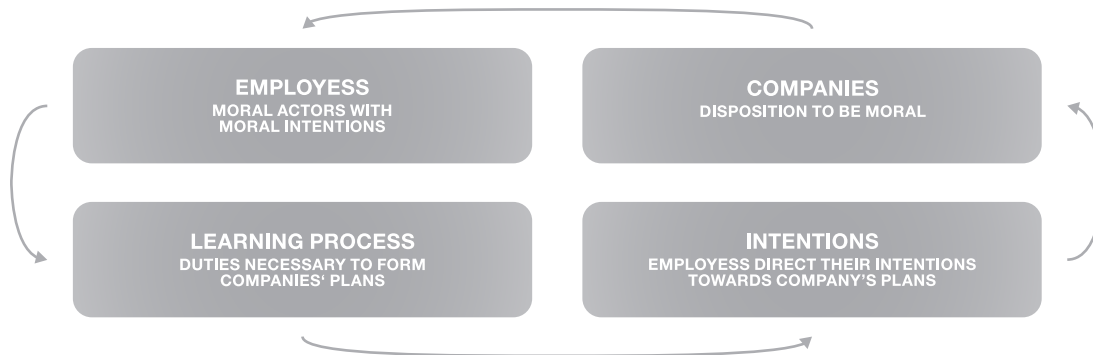 EMPLOYESS
MORAL ACTORS WITH
MORAL INTENTIONS
COMPANIES
DISPOSITION TO BE MORAL
LEARNING PROCESS
DUTIES NECESSARY TO FORM
COMPANIES‘ PLANS
INTENTIONS
EMPLOYESS DIRECT THEIR INTENTIONS
TOWARDS COMPANY’S PLANS